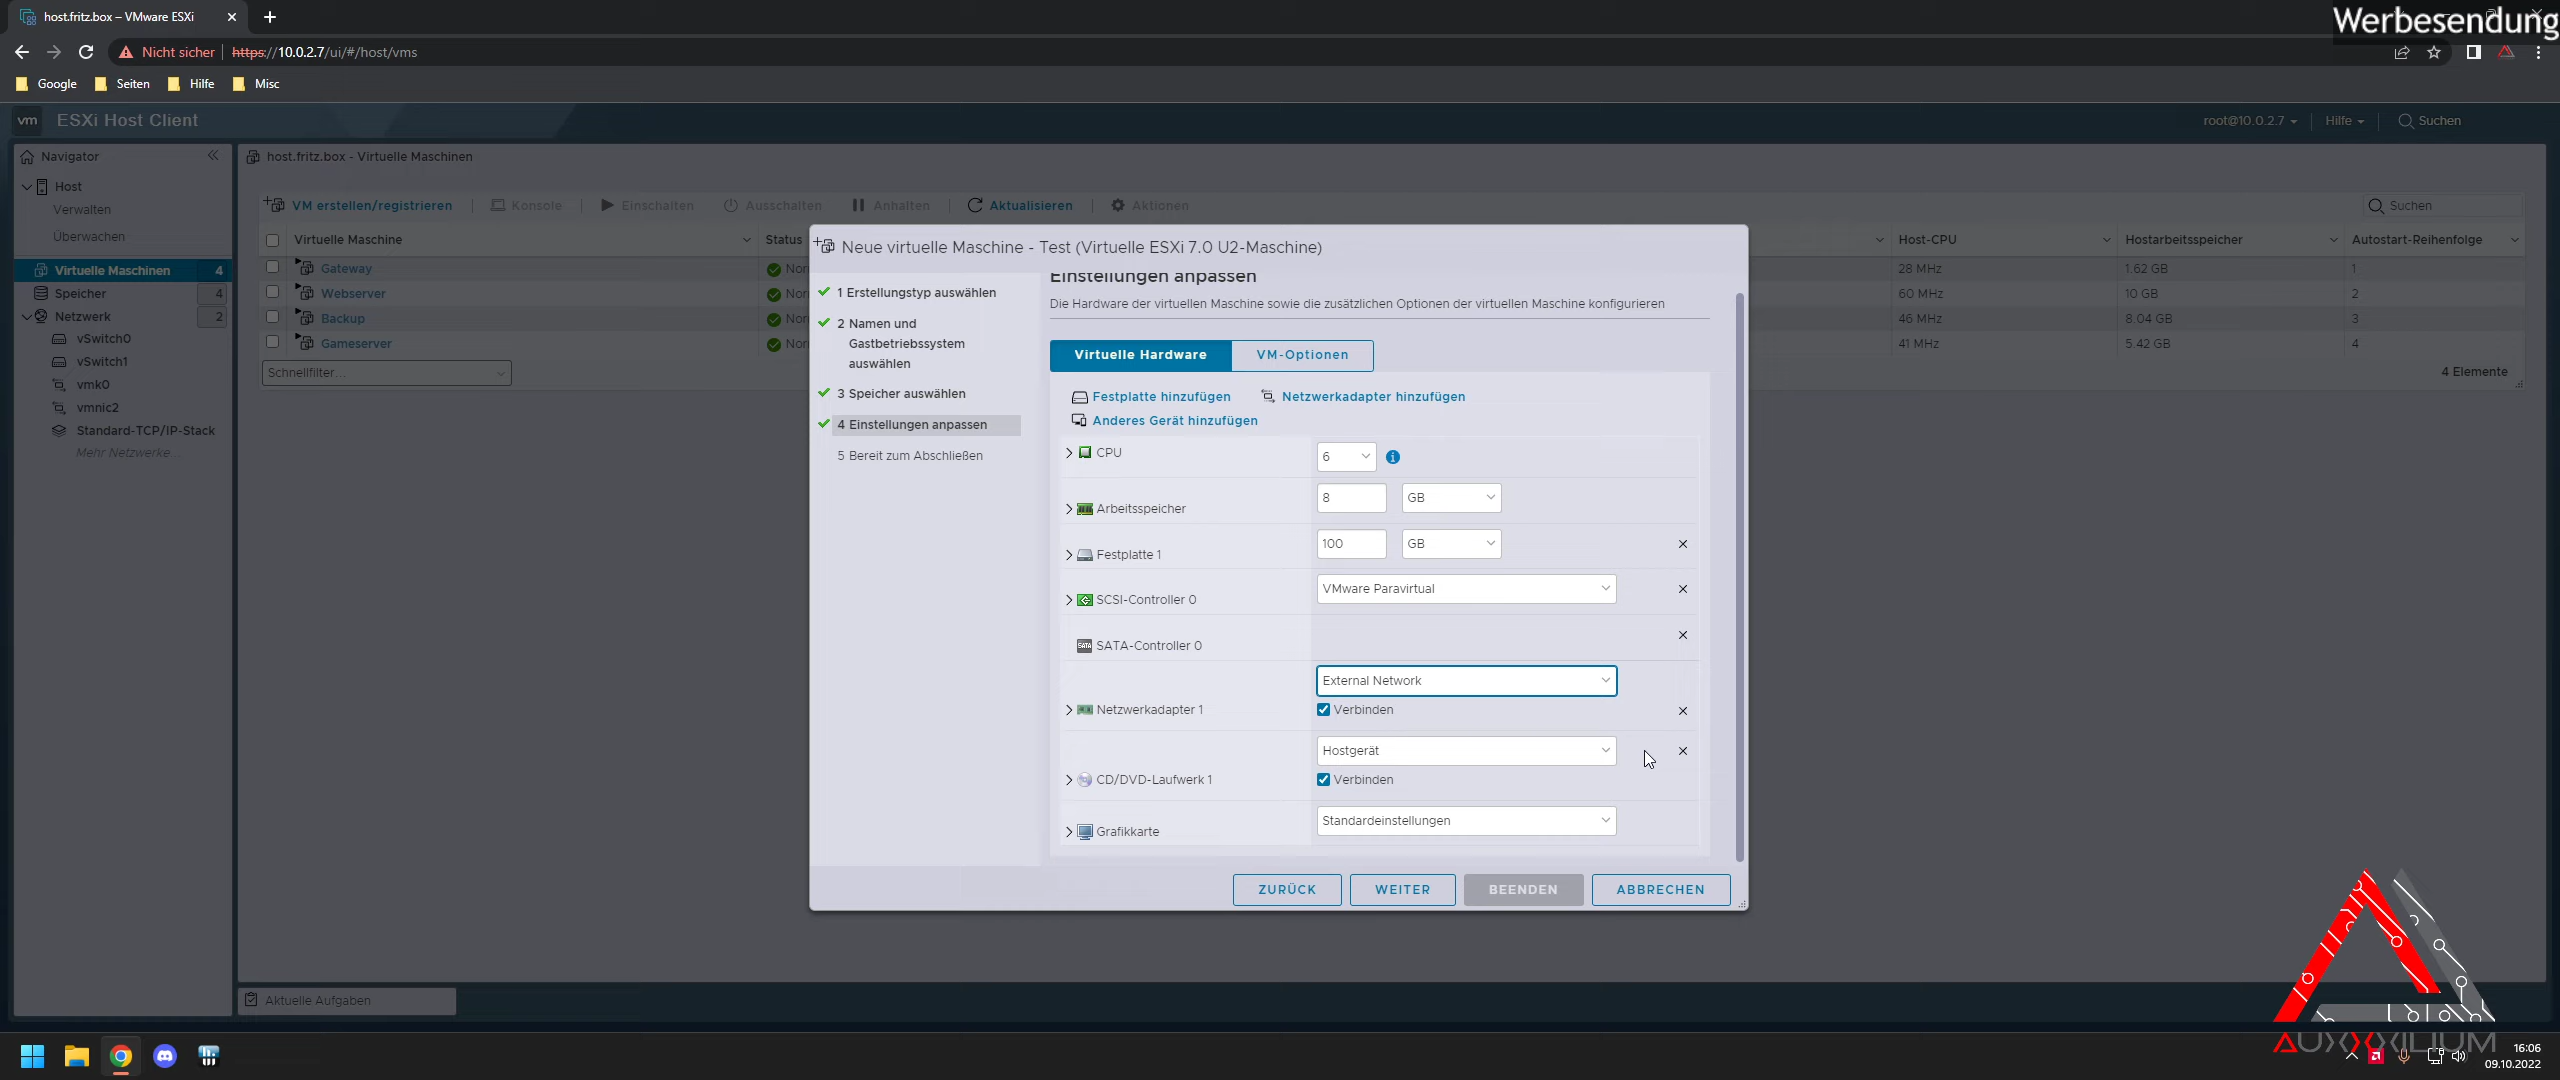 host.fritz.box – VMware ESXi
Werbesendung
Nicht sicher
https://10.0.2.7/ui/#/host/vms
Google
Seiten
Hilfe
Misc
vm
ESXi Host Client
root@10.0.2.7
Hilfe
Suchen
Navigator
Host
Verwalten
Überwachen
Virtuelle Maschinen 4
Speicher 4
Netzwerk 2
vSwitch0
vSwitch1
vmk0
vmnic2
Standard-TCP/IP-Stack
Mehr Netzwerke...
host.fritz.box - Virtuelle Maschinen
VM erstellen/registrieren
Konsole
Einschalten
Ausschalten
Anhalten
Aktualisieren
Aktionen
Suchen
Virtuelle Maschine
Status
Host-CPU
Hostarbeitsspeicher
Autostart-Reihenfolge
Gateway
Nor
28 MHz
1.62 GB
1
Webserver
Nor
60 MHz
10 GB
2
Backup
Nor
46 MHz
8.04 GB
3
Gameserver
Nor
41 MHz
5.42 GB
4
Schnellfilter...
4 Elemente
Neue virtuelle Maschine - Test (Virtuelle ESXi 7.0 U2-Maschine)
1 Erstellungstyp auswählen
2 Namen und
Gastbetriebssystem
auswählen
3 Speicher auswählen
4 Einstellungen anpassen
5 Bereit zum Abschließen
Einstellungen anpassen
Die Hardware der virtuellen Maschine sowie die zusätzlichen Optionen der virtuellen Maschine konfigurieren
Virtuelle Hardware
VM-Optionen
Festplatte hinzufügen
Netzwerkadapter hinzufügen
Anderes Gerät hinzufügen
CPU
6
Arbeitsspeicher
8
GB
Festplatte 1
100
GB
SCSI-Controller 0
VMware Paravirtual
SATA
SATA-Controller 0
External Network
Netzwerkadapter 1
Verbinden
Hostgerät
CD/DVD-Laufwerk 1
Verbinden
Grafikkarte
Standardeinstellungen
ZURÜCK
WEITER
BEENDEN
ABBRECHEN
Aktuelle Aufgaben
AUXXXILIUM
16:06
09.10.2022